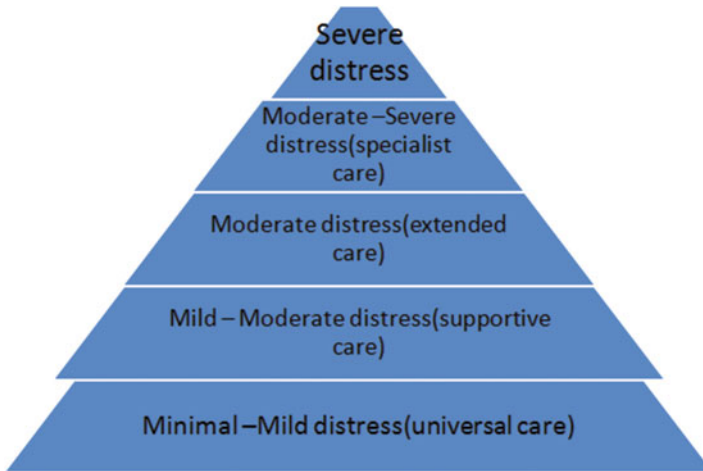 Severe
distress
Moderate –Severe
distress(specialist
care)
Moderate distress(extended
care)
Mild – Moderate distress(supportive
care)
Minimal –Mild distress(universal care)